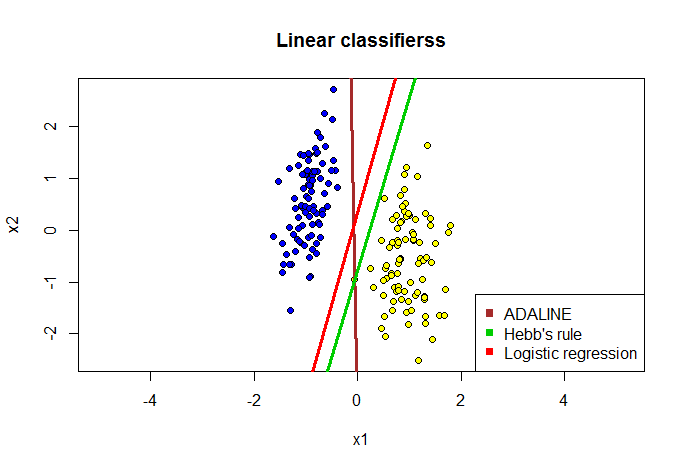 Linear classifierss
x2
2
1
0
-1
-2
ADALINE
Hebb's rule
Logistic regression
-4
-2
0
2
4
x1